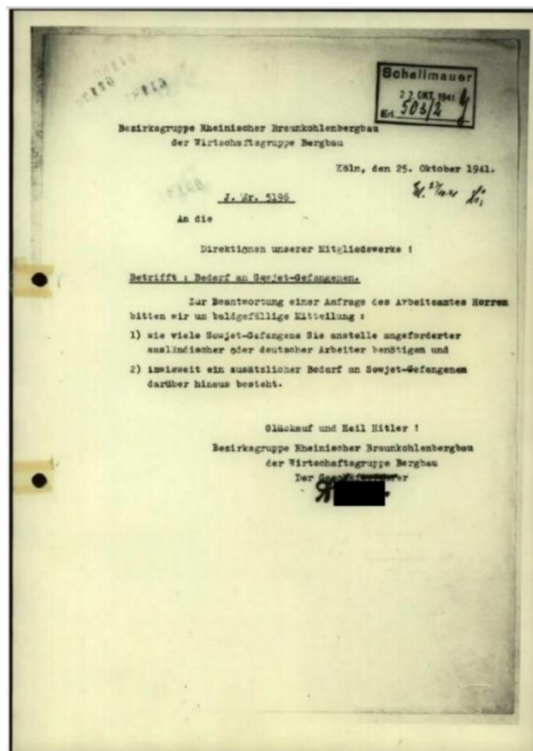 Schallmauer
27. OKT. 1941
503/2
Bezirksgruppe Rheinischer Braunkohlenbergbau
der Wirtschaftsgruppe Bergbau
Köln, den 25. Oktober 1941.
J. Nr. 5196
An die
Direktionen unserer Mitgliedswerke !
Betrifft : Bedarf an Sowjet-Gefangenen.
Zur Beantwortung einer Anfrage des Arbeitsamtes Horrem
bitten wir um baldgefällige Mitteilung :
1) wie viele Sowjet-Gefangene Sie anstelle angeforderter
ausländischer oder deutscher Arbeiter benötigen und
2) inwieweit ein zusätzlicher Bedarf an Sowjet-Gefangenen
darüber hinaus besteht.
Glückauf und Heil Hitler !
Bezirksgruppe Rheinischer Braunkohlenbergbau
der Wirtschaftsgruppe Bergbau
Der Geschäftsführer